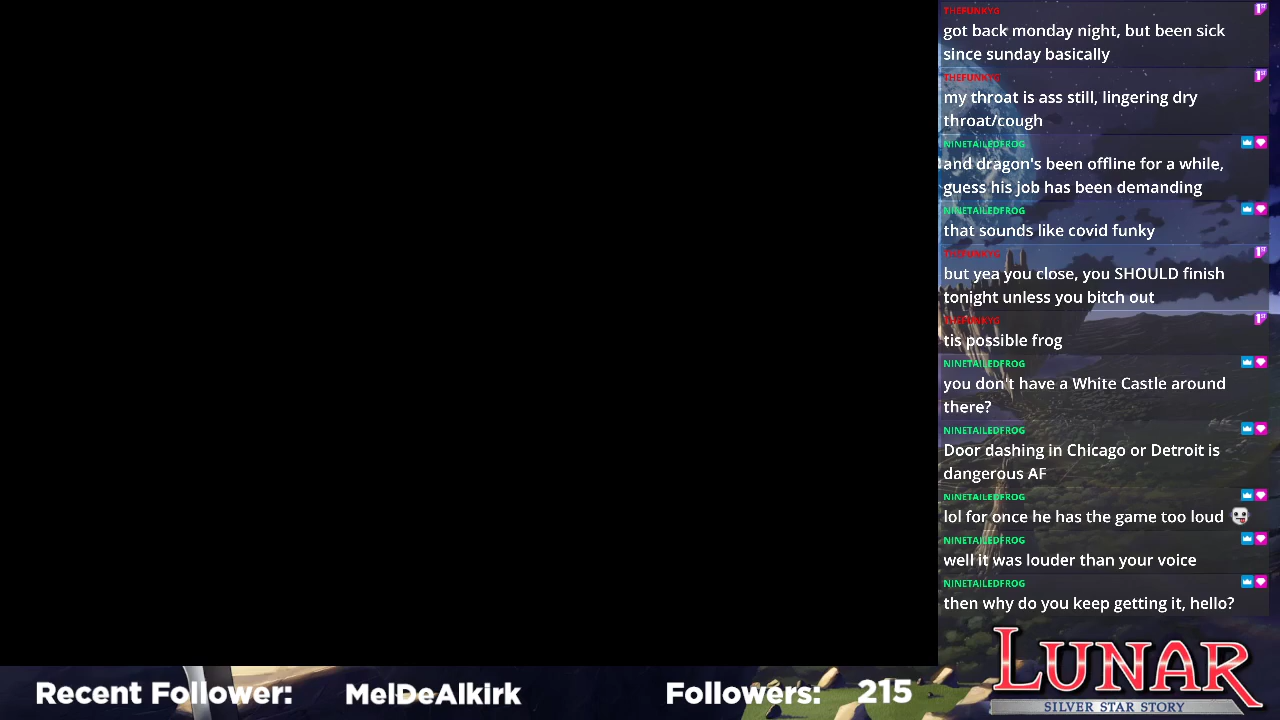 THEFUNKYG
got back monday night, but been sick
since sunday basically
THEFUNKYG
my throat is ass still, lingering dry
throat/cough
NINETAILEDFROG
and dragon's been offline for a while,
guess his job has been demanding
NINETAILEDFROG
that sounds like covid funky
THEFUNKYG
but yea you close, you SHOULD finish
tonight unless you bitch out
THEFUNKYG
tis possible frog
NINETAILEDFROG
you don't have a White Castle around
there?
NINETAILEDFROG
Door dashing in Chicago or Detroit is
dangerous AF
NINETAILEDFROG
lol for once he has the game too loud
NINETAILEDFROG
well it was louder than your voice
NINETAILEDFROG
then why do you keep getting it, hello?
LUNAR
SILVER STAR STORY
Recent Follower: MelDeAlkirk Followers: 215